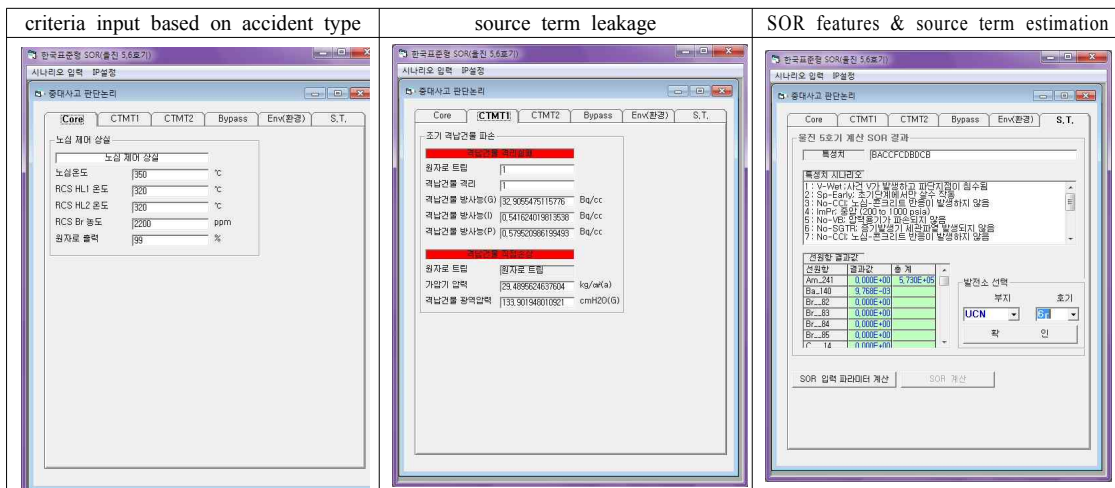 criteria input based on accident type
source term leakage
SOR features & source term estimation
한국표준형 SOR(울진 5,6호기)
시나리오 입력 IP설정
중대사고 판단논리
Core CTMT1 CTMT2 Bypass Env(환경) S.T.
노심 제어 상실
노심 제어 상실
노심온도 350 ℃
RCS HL1 온도 320 ℃
RCS HL2 온도 320 ℃
RCS Br 농도 2200 ppm
원자로 출력 99 %
한국표준형 SOR(울진 5,6호기)
시나리오 입력 IP설정
중대사고 판단논리
Core CTMT1 CTMT2 Bypass Env(환경) S.T.
조기 격납건물 파손
격납건물 격리실패
원자로 트립 1
격납건물 격리 1
격납건물 방사능(G) 32,9055475115776 Bq/cc
격납건물 방사능(I) 0,541624019813538 Bq/cc
격납건물 방사능(P) 0,579520986199493 Bq/cc
격납건물 직접손상
원자로 트립 원자로 트립
가압기 압력 29,4895624637604 kg/㎠(a)
격납건물 광역압력 133,901948010921 cmH2O(G)
한국표준형 SOR(울진 5,6호기)
시나리오 입력 IP설정
중대사고 판단논리
Core CTMT1 CTMT2 Bypass Env(환경) S.T.
울진 5호기 계산 SOR 결과
특성치 BACCFCDBDCB
특성치 시나리오
1 : V-Wet :사건 V가 발생하고 파단지점이 침수됨
2 : Sp-Early: 초기단계에서만 살수 작동
3 : No-CCI: 노심-콘크리트 반응이 발생하지 않음
4 : ImPr: 중압 (200 to 1000 psia)
5 : No-VB: 압력용기가 파손되지 않음
6 : No-SGTR: 증기발생기 세관파열 발생되지 않음
7 : No-CCI: 노심-콘크리트 반응이 발생하지 않음
선원항 결과값
선원항 결과값 총 계
Am_241 0,000E+00 5,730E+05
Ba_140 9,768E-03
Br__82 0,000E+00
Br__83 0,000E+00
Br__84 0,000E+00
Br__85 0,000E+00
C__14 0,000E+00
발전소 선택
부지 호기
UCN 6r
확 인
SOR 입력 파라미터 계산 SOR 계산